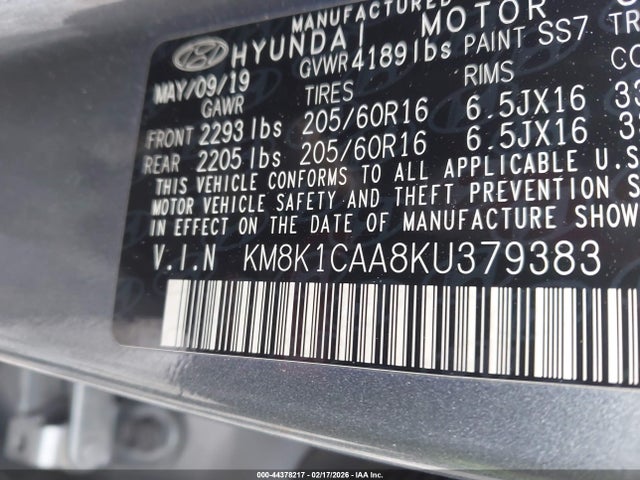 MANUFACTURED
HYUNDAI MOTOR
MAY/09/19 GVWR 4189 lbs PAINT SS7 TR
GAWR TIRES RIMS
FRONT 2293 lbs 205/60R16 6.5JX16 33
REAR 2205 lbs 205/60R16 6.5JX16
THIS VEHICLE CONFORMS TO ALL APPLICABLE U.S
MOTOR VEHICLE SAFETY AND THEFT PREVENTION S
IN EFFECT ON THE DATE OF MANUFACTURE SHOW
V.I.N KM8K1CAA8KU379383
000-44378217 - 02/17/2026 - IAA Inc.